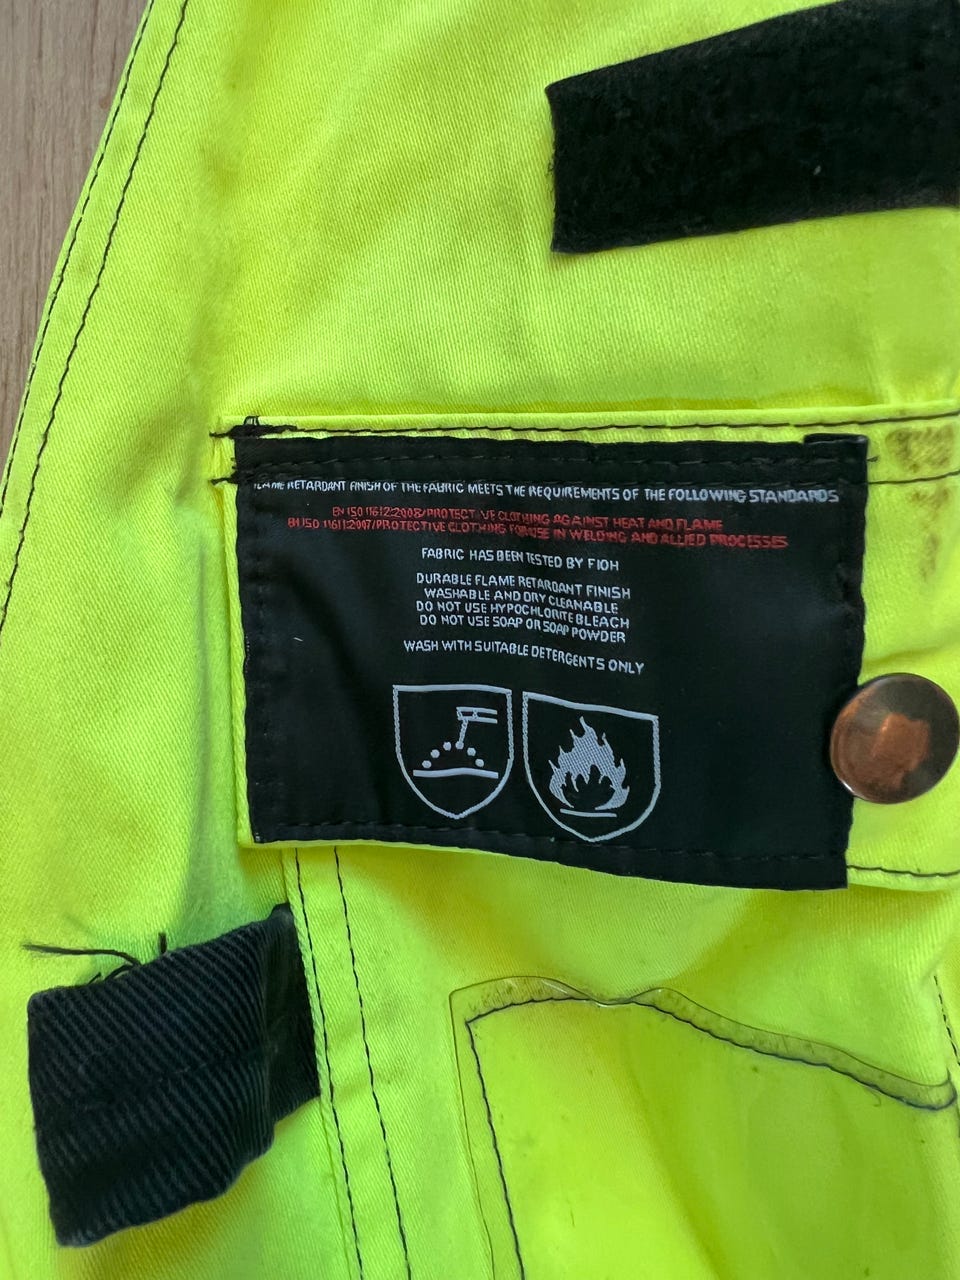 FLAME RETARDANT FINISH OF THE FABRIC MEETS THE REQUIREMENTS OF THE FOLLOWING STANDARDS
EN ISO 11612:2008/PROTECTIVE CLOTHING AGAINST HEAT AND FLAME
EN ISO 11611:2007/PROTECTIVE CLOTHING FOR USE IN WELDING AND ALLIED PROCESSES
FABRIC HAS BEEN TESTED BY FIOH
DURABLE FLAME RETARDANT FINISH
WASHABLE AND DRY CLEANABLE
DO NOT USE HYPOCHLORITE BLEACH
DO NOT USE SOAP OR SOAP POWDER
WASH WITH SUITABLE DETERGENTS ONLY